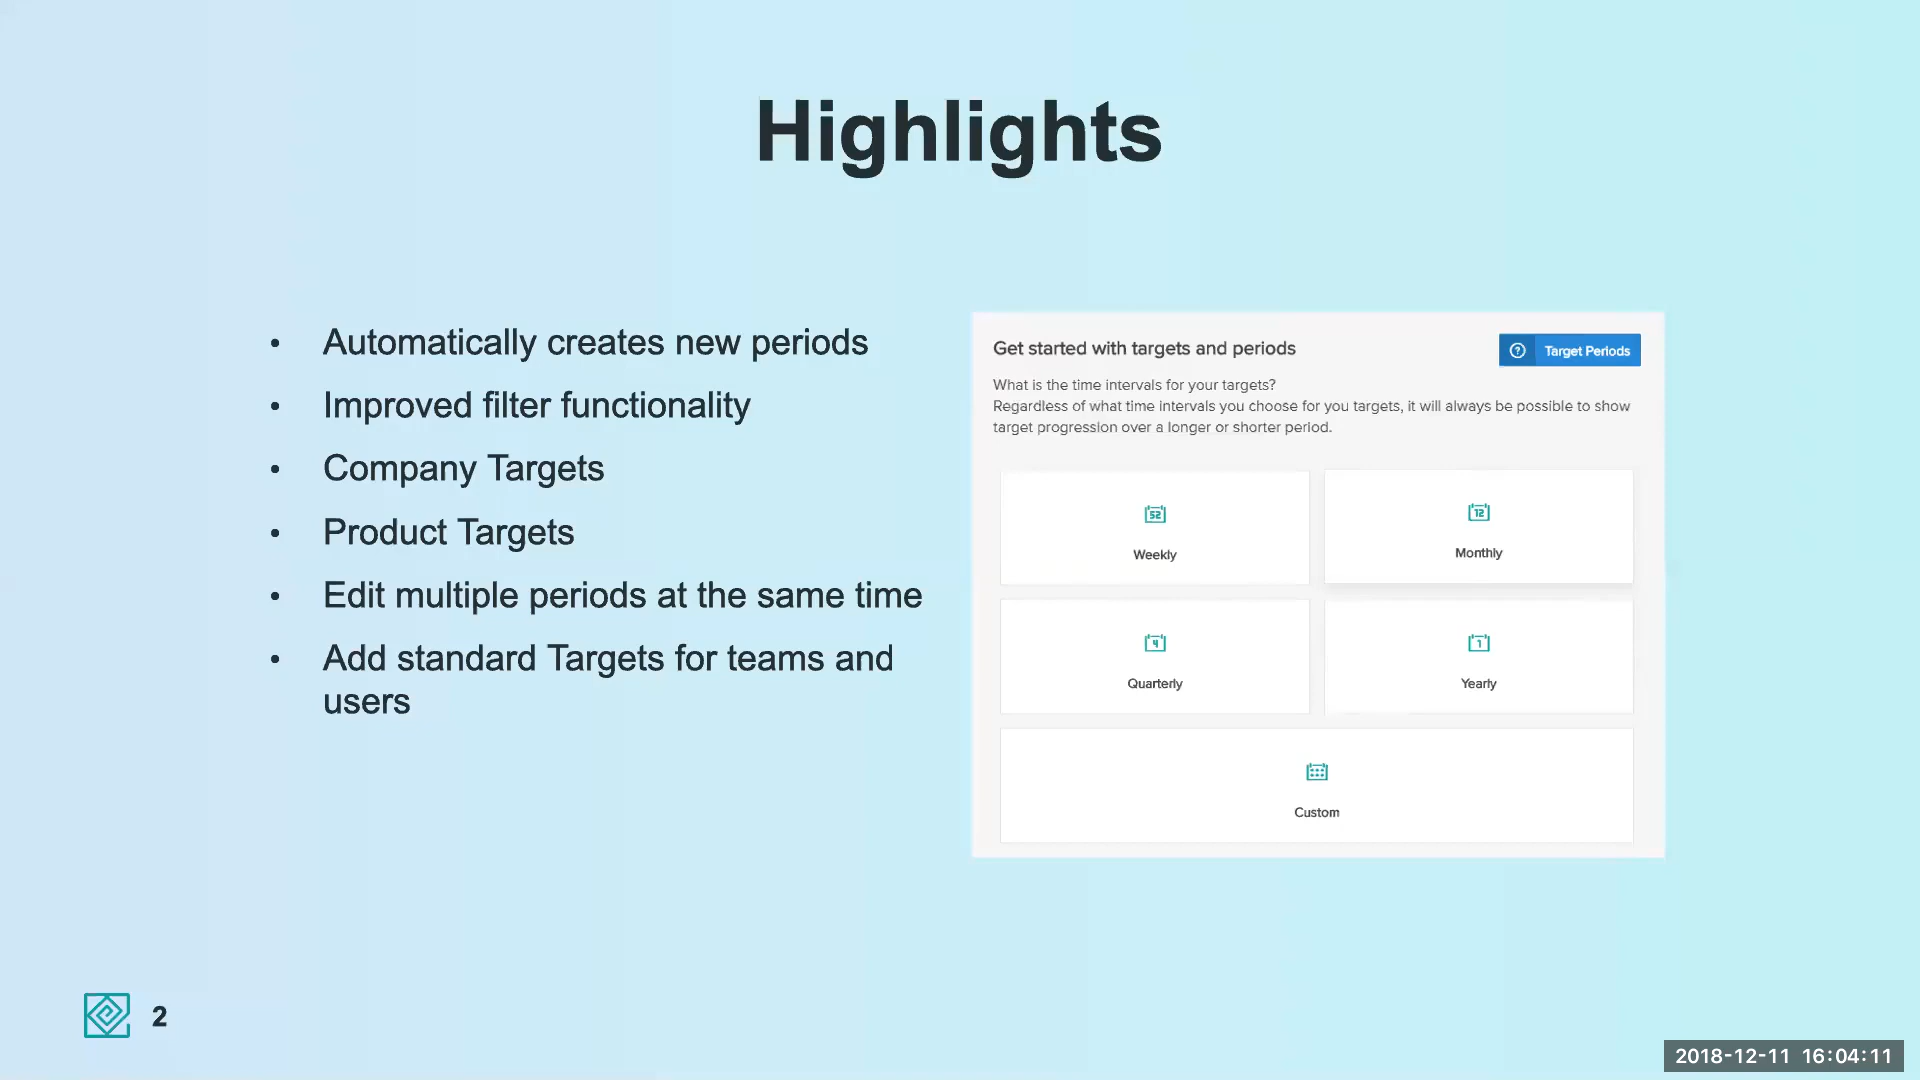 Highlights
• Automatically creates new periods
• Improved filter functionality
• Company Targets
• Product Targets
• Edit multiple periods at the same time
• Add standard Targets for teams and
users
Get started with targets and periods
? Target Periods
What is the time intervals for your targets?
Regardless of what time intervals you choose for you targets, it will always be possible to show
target progression over a longer or shorter period.
52
Weekly
12
Monthly
4
Quarterly
1
Yearly
Custom
2
2018-12-11 16:04:11